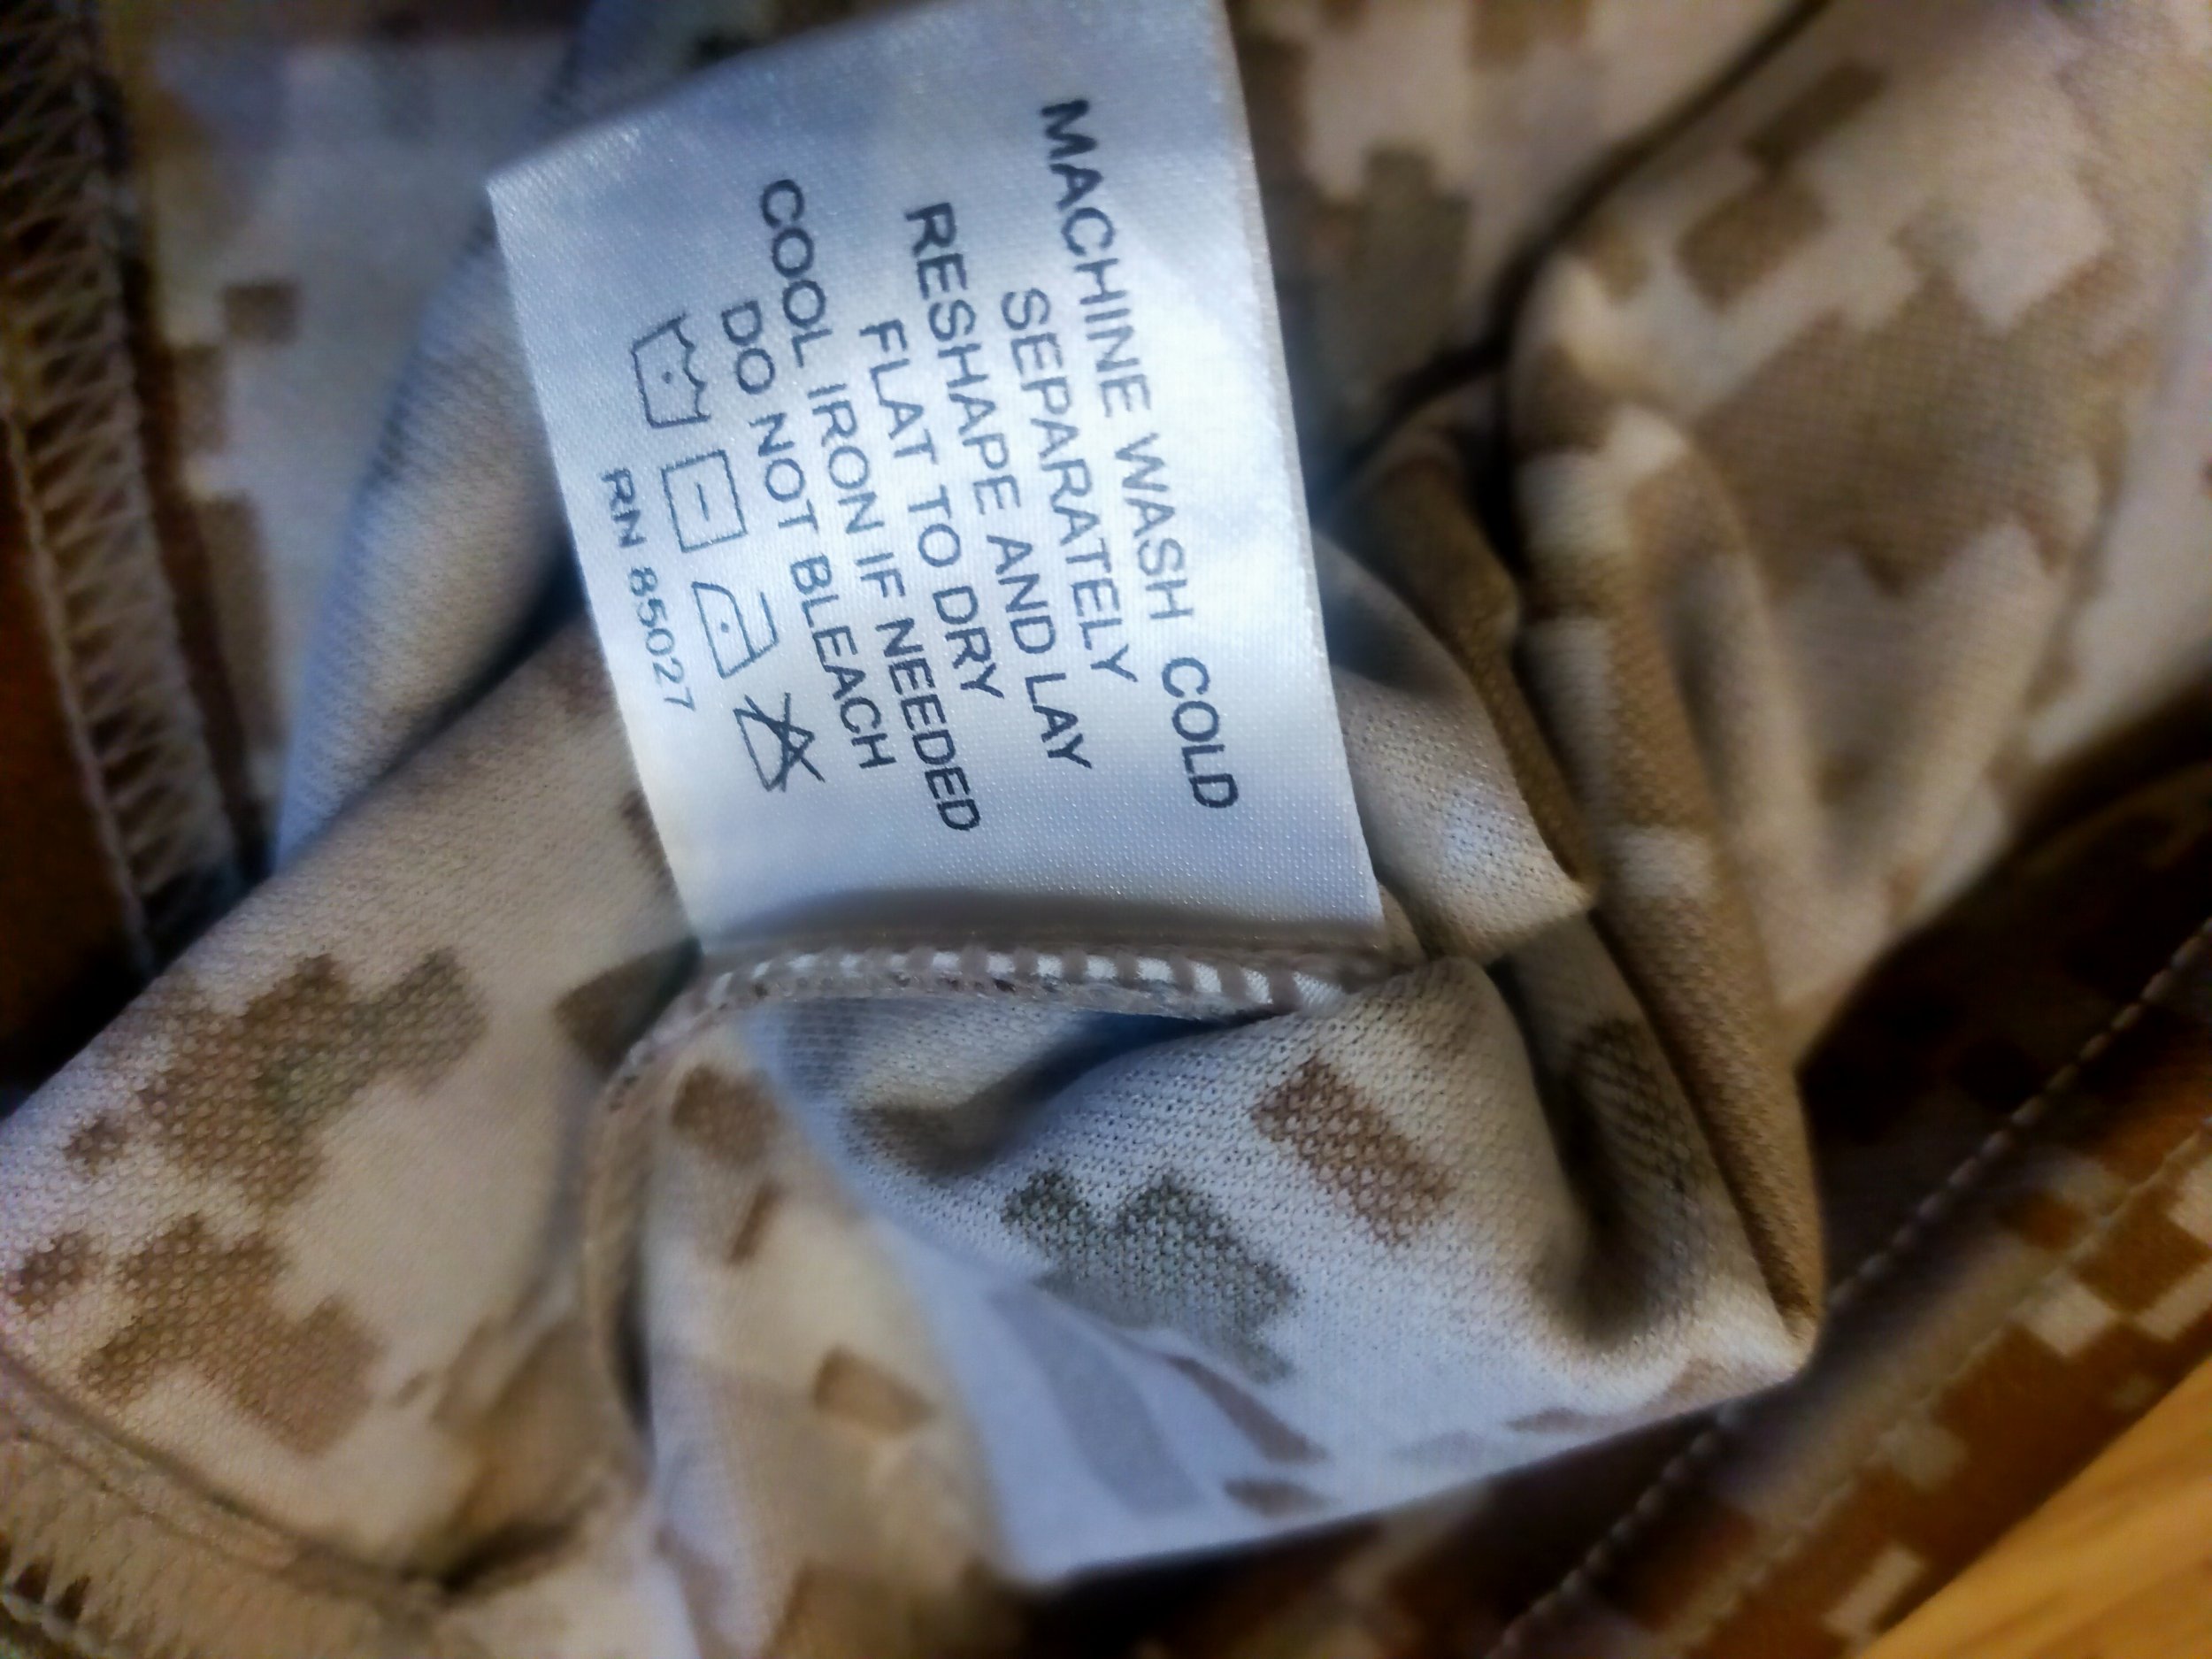 MACHINE WASH COLD
SEPARATELY
RESHAPE AND LAY
FLAT TO DRY
COOL IRON IF NEEDED
DO NOT BLEACH
RN 85027